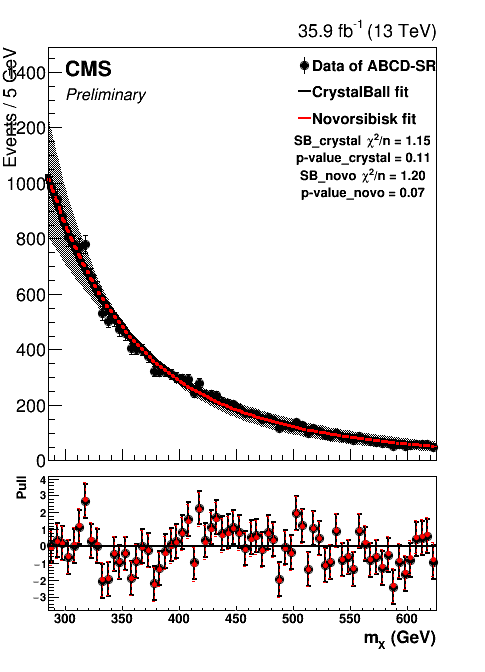 35.9 fb⁻¹ (13 TeV)
Events / 5 GeV
CMS
Preliminary
Data of ABCD-SR
CrystalBall fit
Novorsibisk fit
SB_crystal χ²/n = 1.15
p-value_crystal = 0.11
SB_novo χ²/n = 1.20
p-value_novo = 0.07
1400
1200
1000
800
600
400
200
0
Pull
4
3
2
1
0
-1
-2
-3
300 350 400 450 500 550 600
mX (GeV)